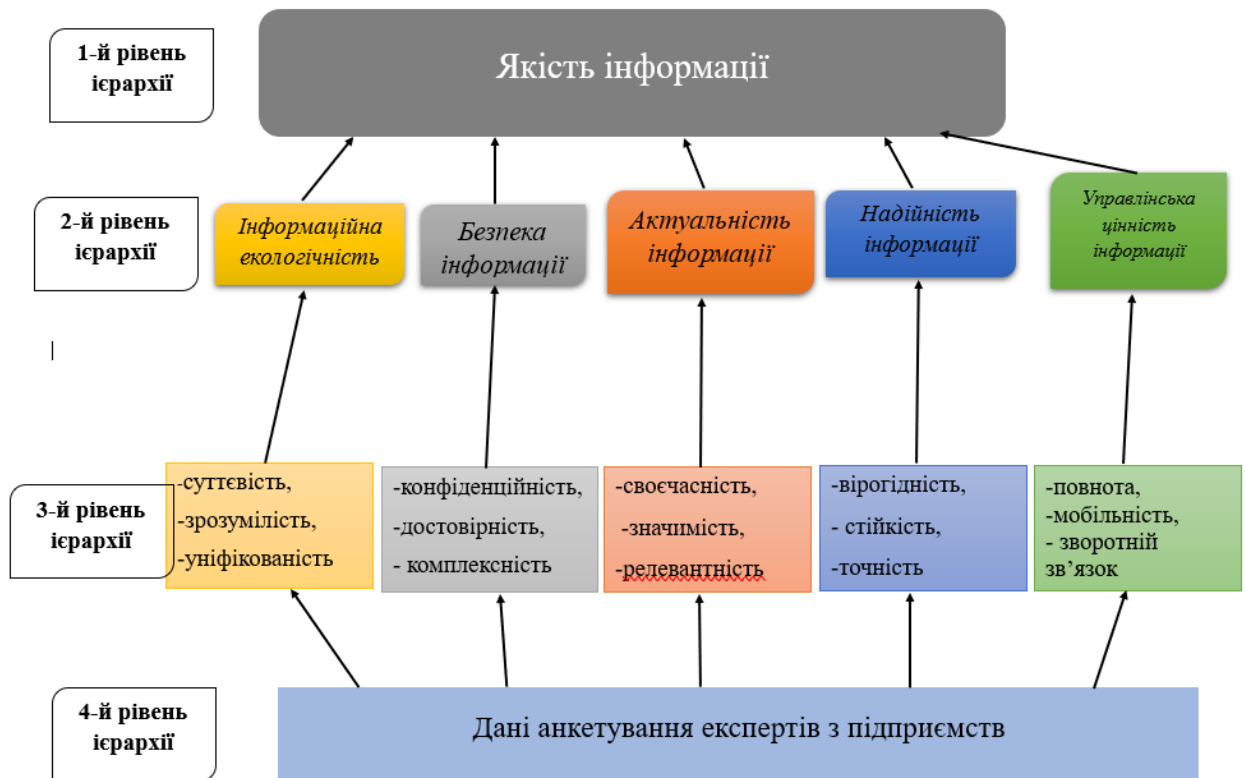 1-й рівень
ієрархії
Якість інформації
2-й рівень
ієрархії
Інформаційна
екологічність
Безпека
інформації
Актуальність
інформації
Надійність
інформації
Управлінська
цінність
інформації
3-й рівень
ієрархії
-суттєвість,
-зрозумілість,
-уніфікованість
-конфіденційність,
-достовірність,
- комплексність
-своєчасність,
-значимість,
-релевантність
-вірогідність,
- стійкість,
-точність
-повнота,
-мобільність,
- зворотній
зв’язок
4-й рівень
ієрархії
Дані анкетування експертів з підприємств